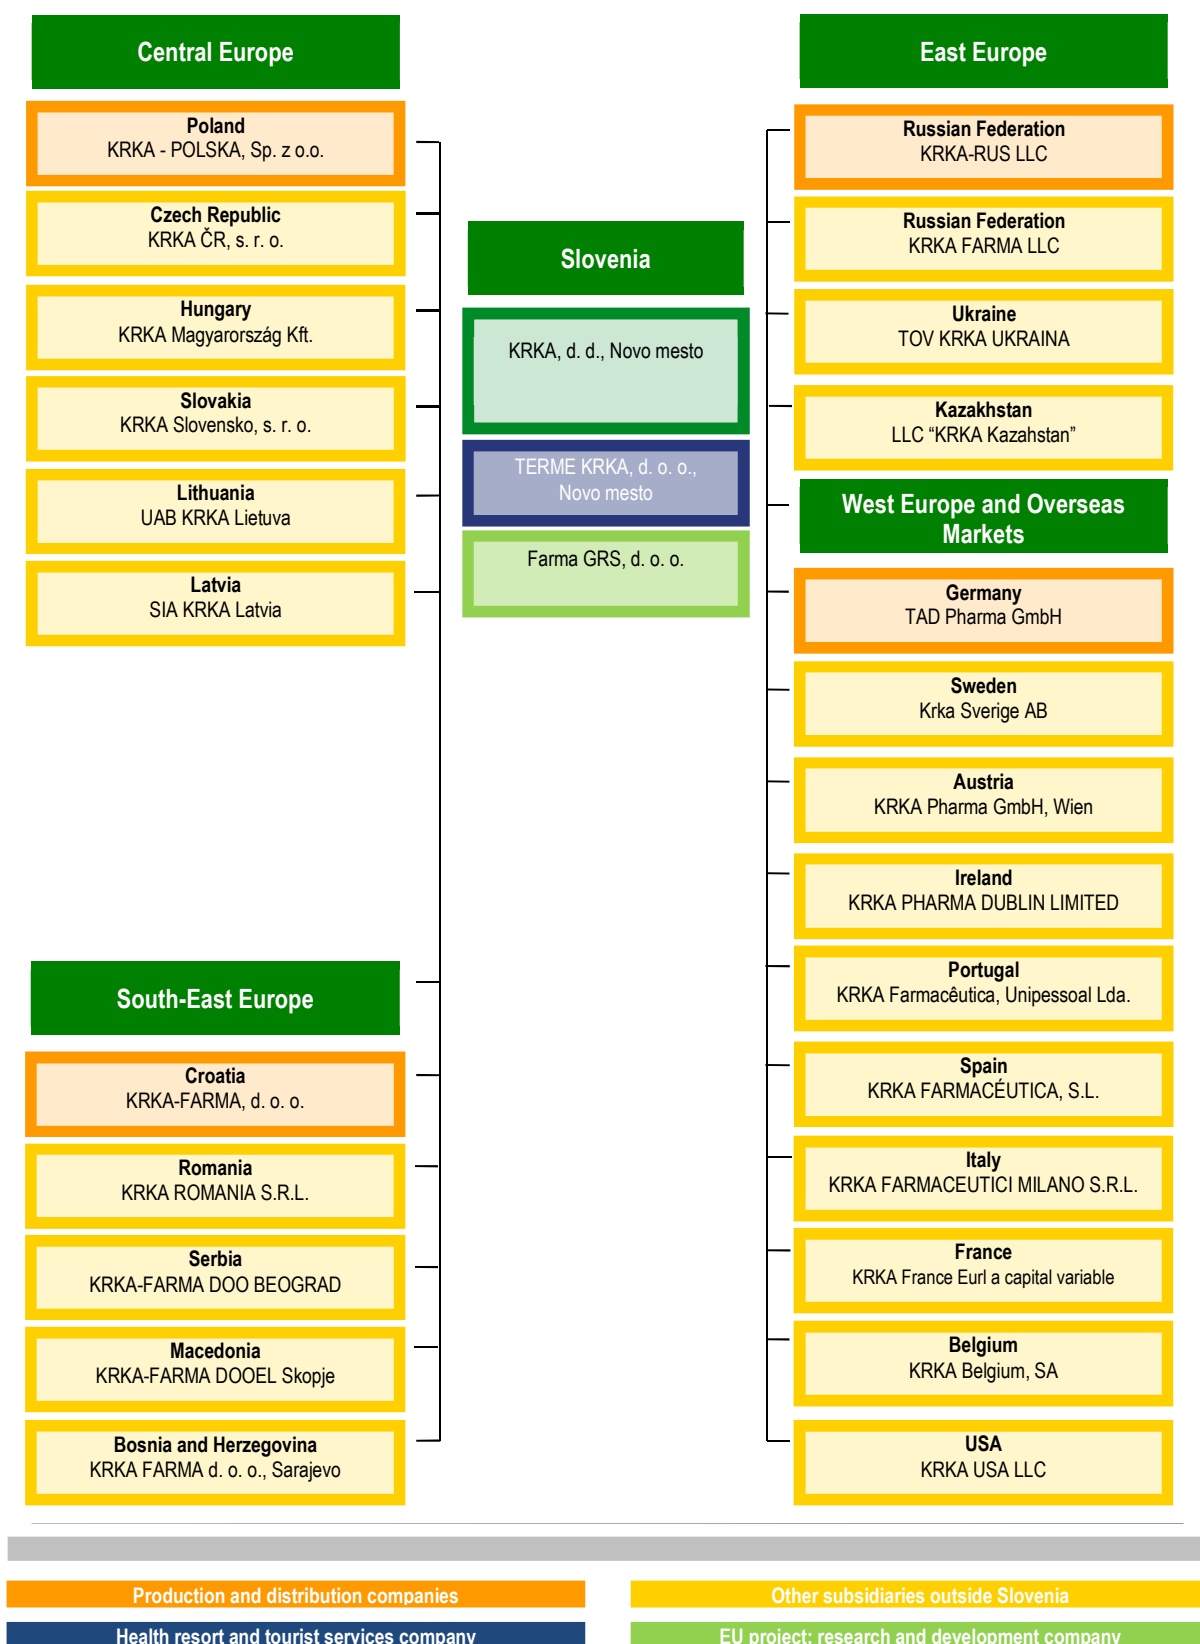 Central Europe
Poland
KRKA - POLSKA, Sp. z o.o.
Czech Republic
KRKA ČR, s. r. o.
Hungary
KRKA Magyarország Kft.
Slovakia
KRKA Slovensko, s. r. o.
Lithuania
UAB KRKA Lietuva
Latvia
SIA KRKA Latvia
South-East Europe
Croatia
KRKA-FARMA, d. o. o.
Romania
KRKA ROMANIA S.R.L.
Serbia
KRKA-FARMA DOO BEOGRAD
Macedonia
KRKA-FARMA DOOEL Skopje
Bosnia and Herzegovina
KRKA FARMA d. o. o., Sarajevo
Slovenia
KRKA, d. d., Novo mesto
TERME KRKA, d. o. o.,
Novo mesto
Farma GRS, d. o. o.
East Europe
Russian Federation
KRKA-RUS LLC
Russian Federation
KRKA FARMA LLC
Ukraine
TOV KRKA UKRAINA
Kazakhstan
LLC “KRKA Kazahstan”
West Europe and Overseas
Markets
Germany
TAD Pharma GmbH
Sweden
Krka Sverige AB
Austria
KRKA Pharma GmbH, Wien
Ireland
KRKA PHARMA DUBLIN LIMITED
Portugal
KRKA Farmacêutica, Unipessoal Lda.
Spain
KRKA FARMACÉUTICA, S.L.
Italy
KRKA FARMACEUTICI MILANO S.R.L.
France
KRKA France Eurl a capital variable
Belgium
KRKA Belgium, SA
USA
KRKA USA LLC
Production and distribution companies
Other subsidiaries outside Slovenia
Health resort and tourist services company
EU project: research and development company